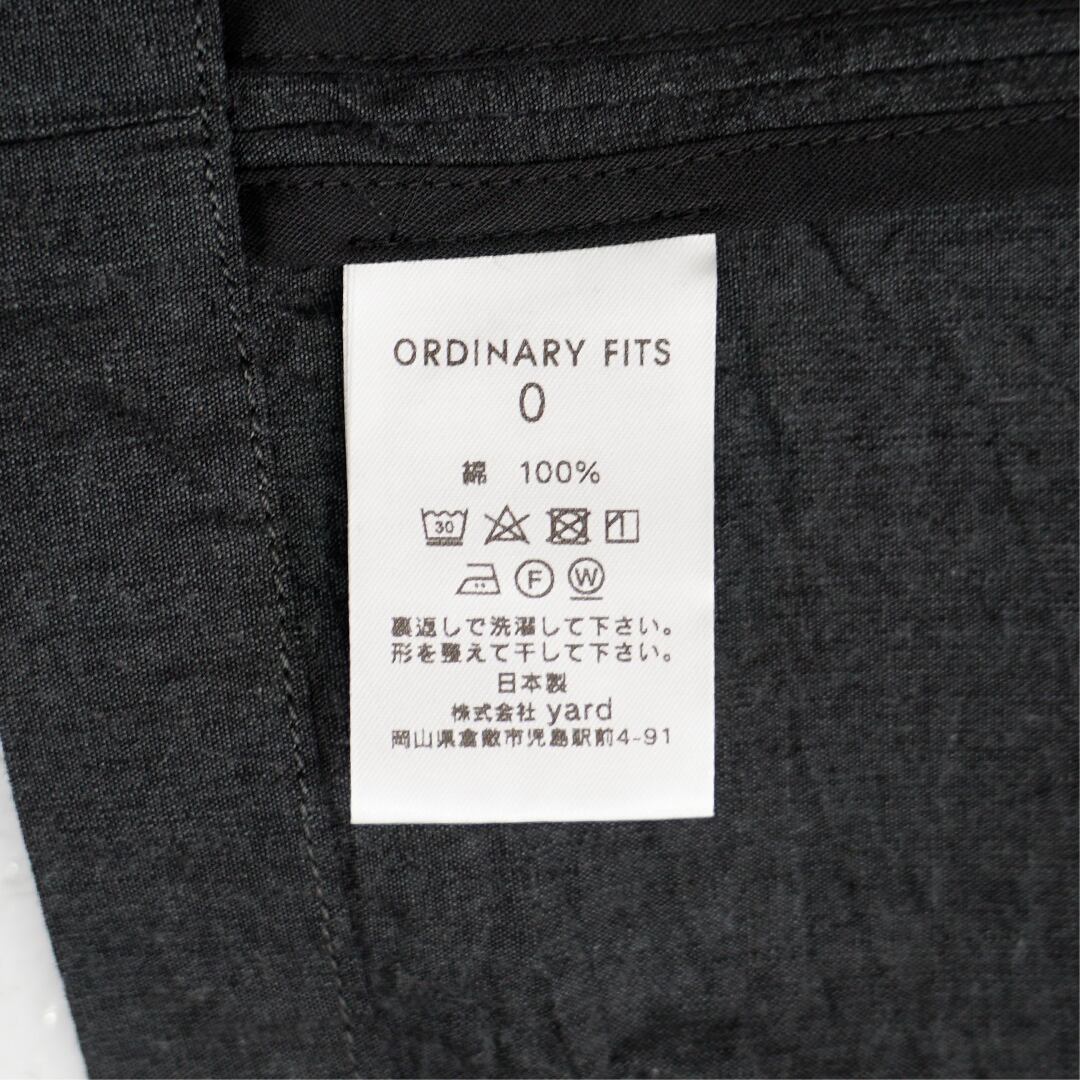 ORDINARY FITS
0
綿 100%
30
F W
裏返しで洗濯して下さい。
形を整えて干して下さい。
日本製
株式会社 yard
岡山県倉敷市児島駅前4-91